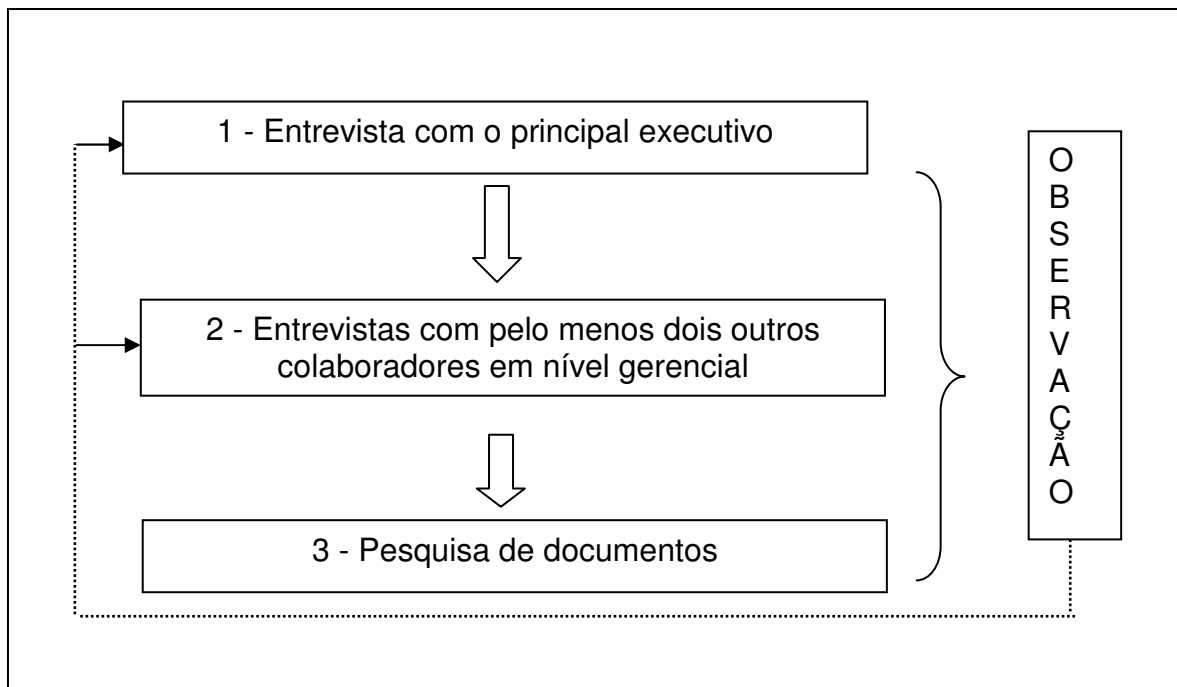 1 - Entrevista com o principal executivo
2 - Entrevistas com pelo menos dois outros
colaboradores em nível gerencial
3 - Pesquisa de documentos
O
B
S
E
R
V
A
Ç
Ã
O